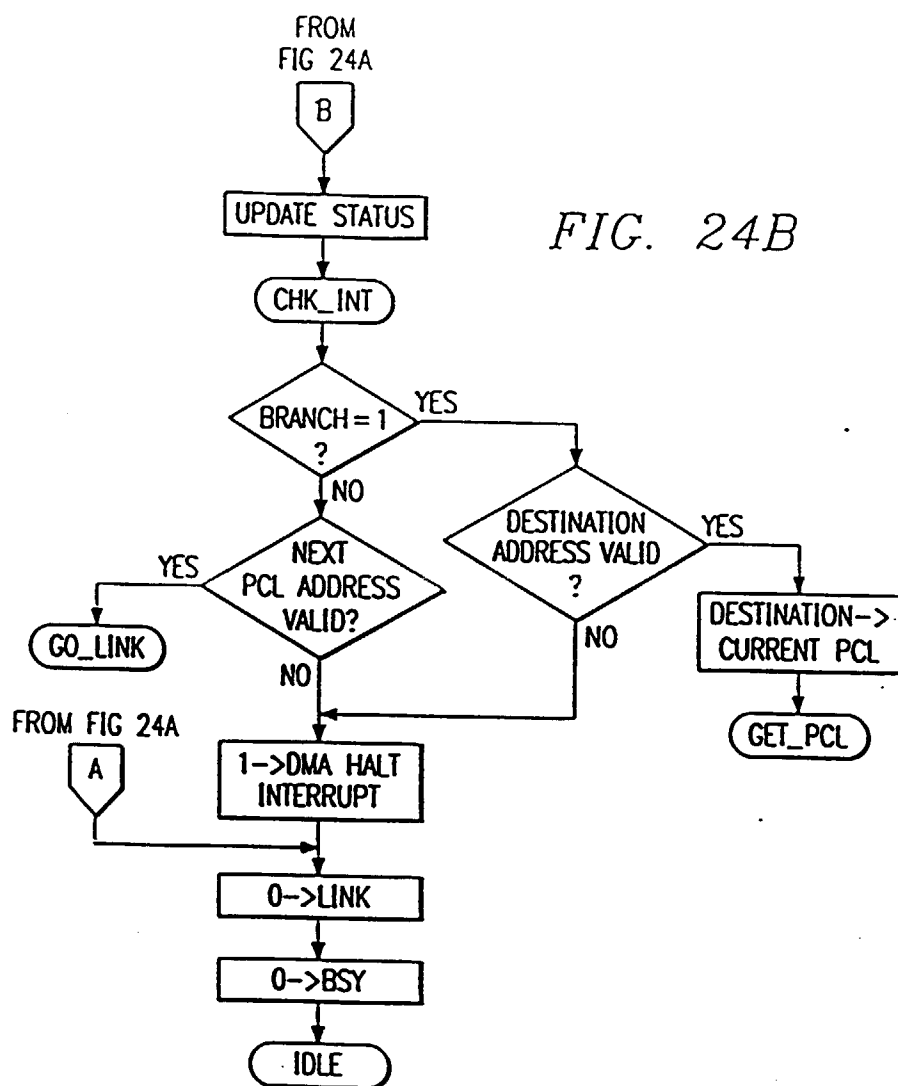 FROM
FIG 24A
B
UPDATE STATUS
FIG. 24B
CHK_INT
BRANCH = 1
?
YES
NO
DESTINATION
ADDRESS VALID
?
YES
NO
NEXT
PCL ADDRESS
VALID?
YES
NO
GO_LINK
DESTINATION->
CURRENT PCL
GET_PCL
FROM FIG 24A
A
1->DMA HALT
INTERRUPT
0->LINK
0->BSY
IDLE